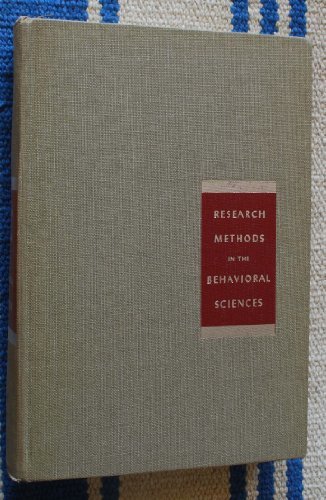 RESEARCH
METHODS
IN THE
BEHAVIORAL
SCIENCES